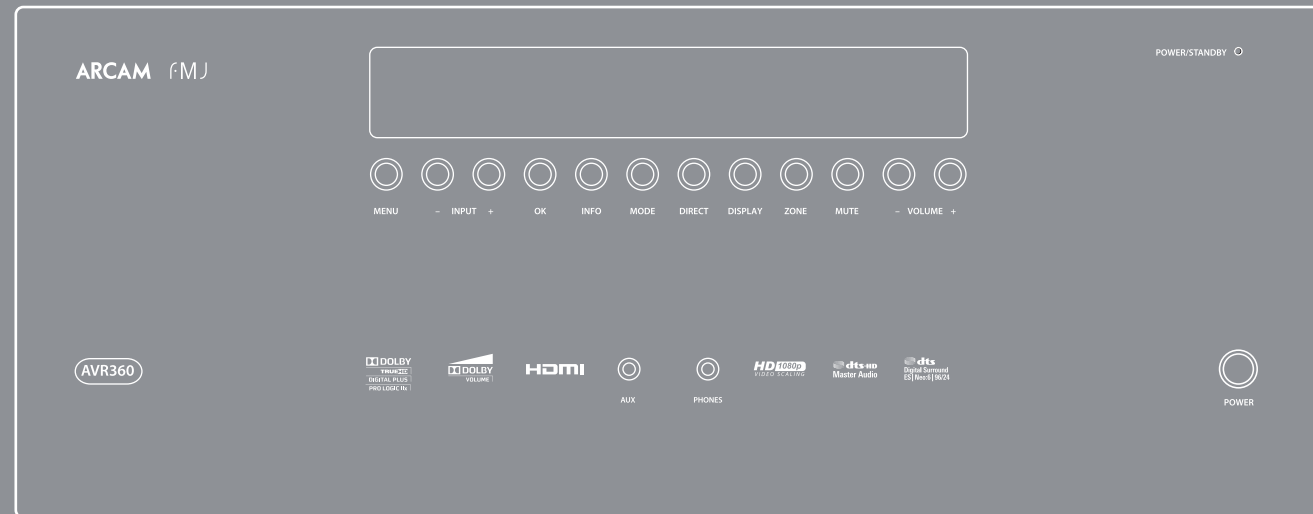 POWER/STANDBY
ARCAM FMJ
MENU – INPUT + OK INFO MODE DIRECT DISPLAY ZONE MUTE – VOLUME +
AVR360
DOLBY
TRUEHD
DIGITAL PLUS
PRO LOGIC IIz
DOLBY
VOLUME
HDMI
AUX
PHONES
HD 1080p
VIDEO SCALING
dts-HD
Master Audio
dts
Digital Surround
ES | Neo:6 | 96/24
POWER